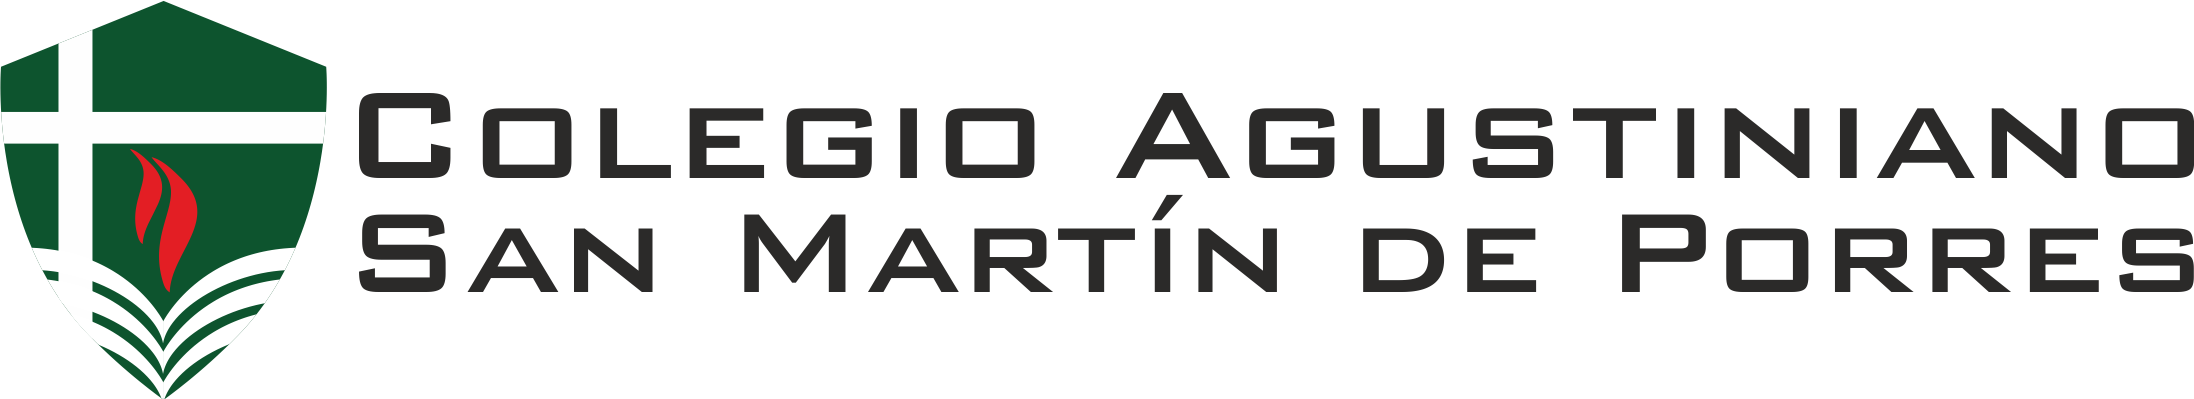 COLEGIO AGUSTINIANO
SAN MARTÍN DE PORRES